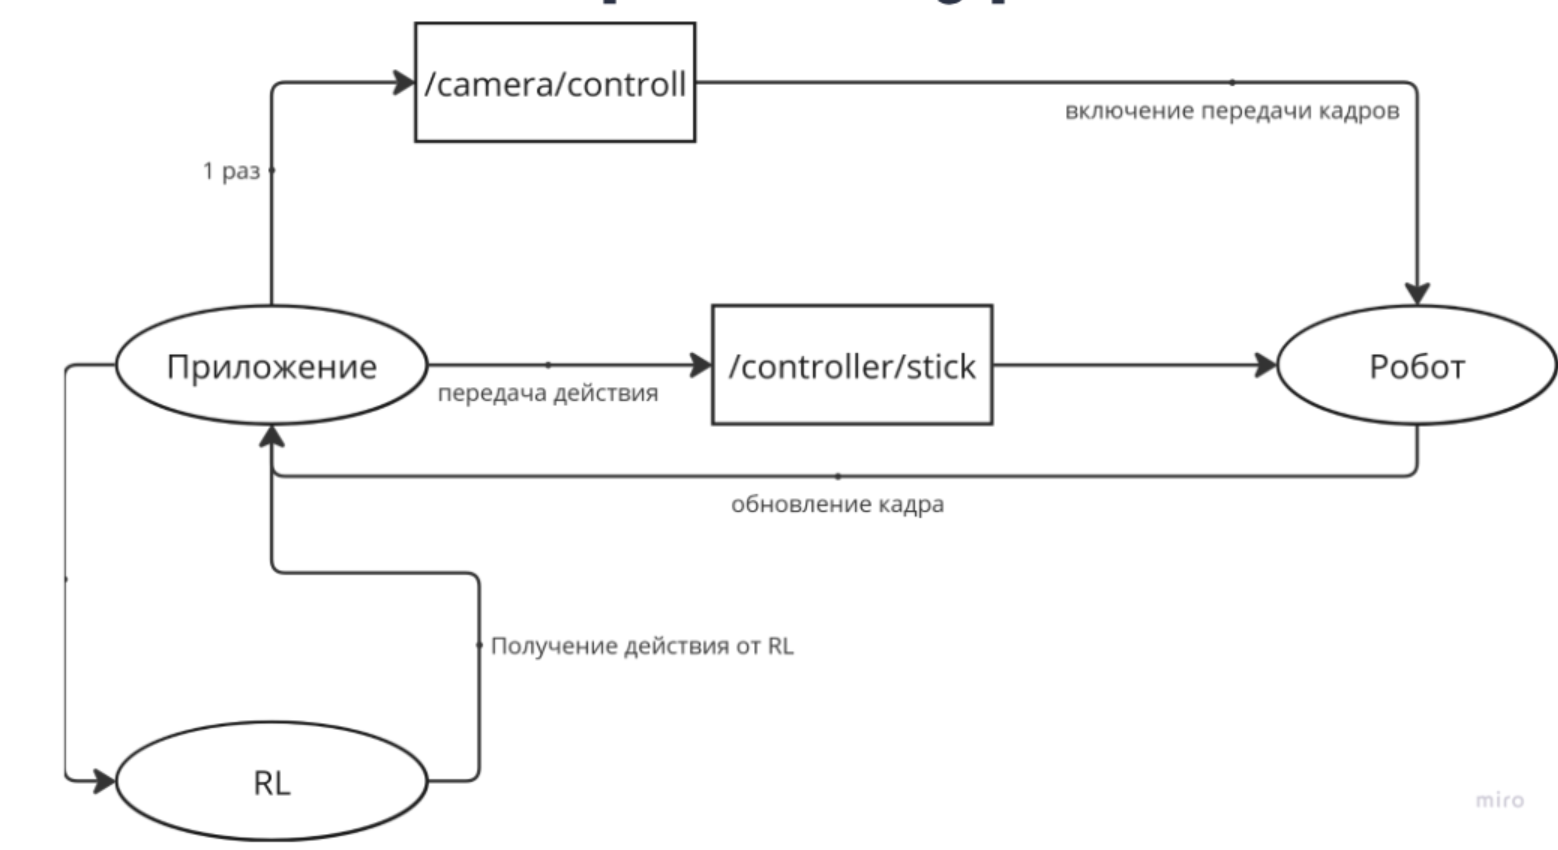 /camera/controll
включение передачи кадров
1 раз
Приложение
передача действия
/controller/stick
Робот
обновление кадра
Получение действия от RL
RL
miro